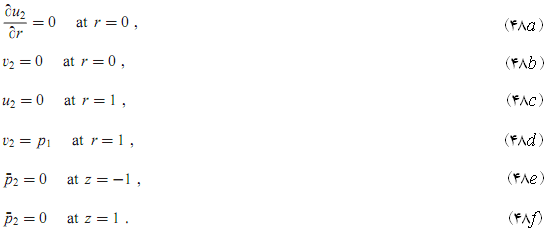 ∂u₂/∂r = 0 at r = 0 , (۴۸a)
v₂ = 0 at r = 0 , (۴۸b)
u₂ = 0 at r = 1 , (۴۸c)
v₂ = p₁ at r = 1 , (۴۸d)
p̄₂ = 0 at z = −1 , (۴۸e)
p̄₂ = 0 at z = 1 . (۴۸f)